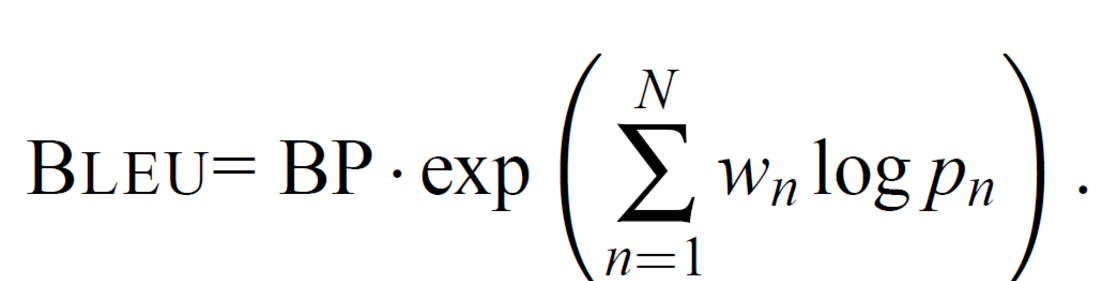 BLEU= BP · exp ( ∑_{n=1}^{N} w_n log p_n ) .